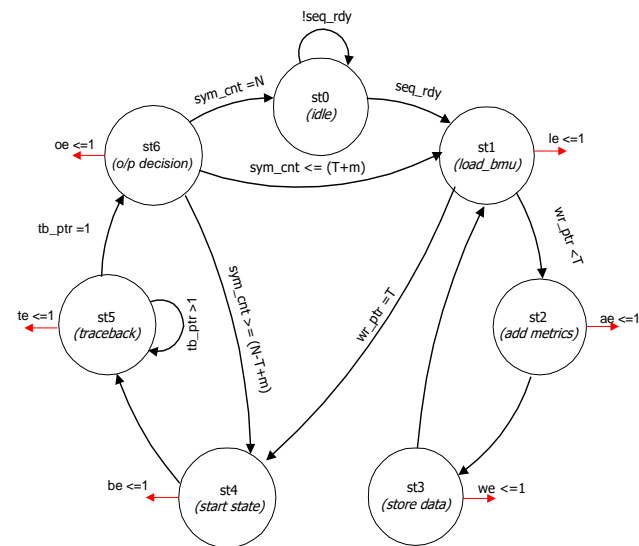 !seq_rdy
sym_cnt =N
seq_rdy
st0
(idle)
st6
(o/p decision)
oe <=1
st1
(load_bmu)
le <=1
sym_cnt <= (T+m)
tb_ptr =1
wr_ptr <T
sym_cnt >= (N-T+m)
wr_ptr =T
st5
(traceback)
te <=1
tb_ptr >1
st2
(add metrics)
ae <=1
st4
(start state)
be <=1
st3
(store data)
we <=1